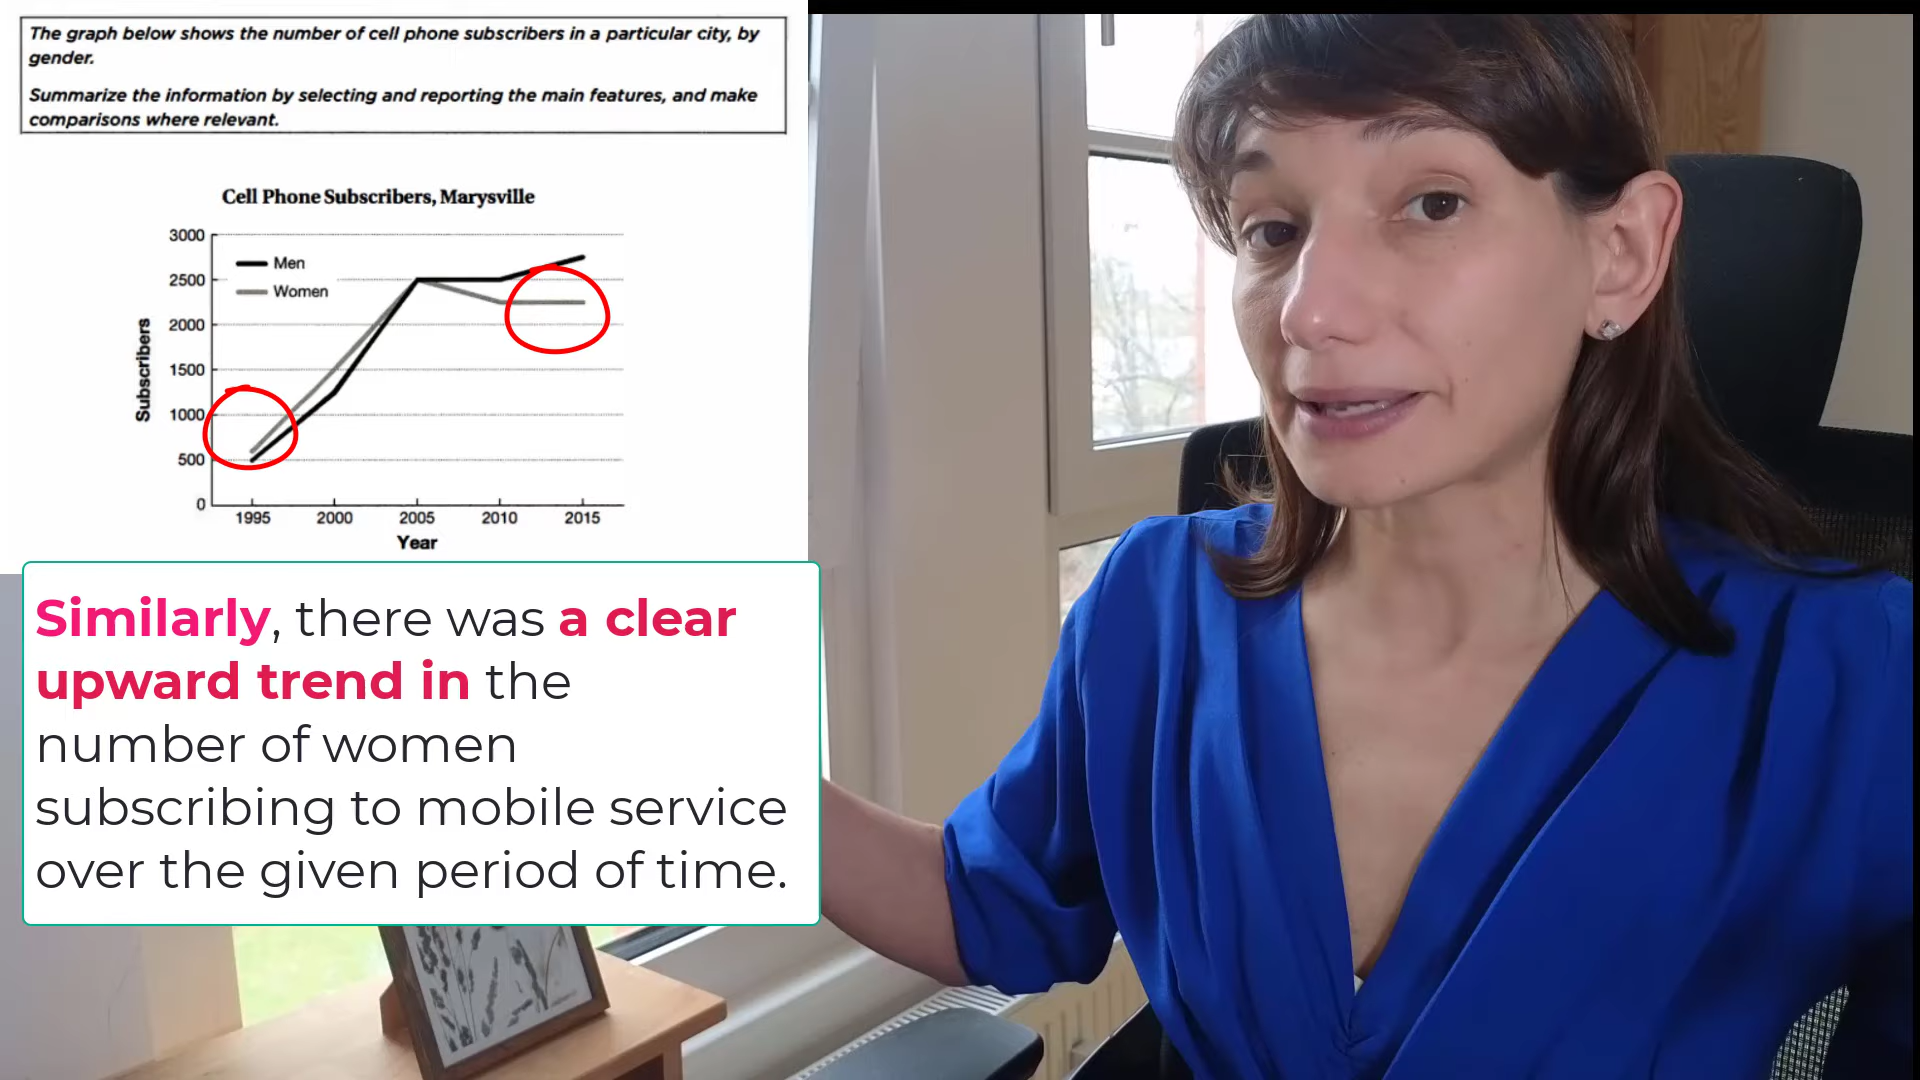 The graph below shows the number of cell phone subscribers in a particular city, by
gender.
Summarize the information by selecting and reporting the main features, and make
comparisons where relevant.
Cell Phone Subscribers, Marysville
3000
2500
2000
1500
1000
500
0
Men
Women
Subscribers
1995 2000 2005 2010 2015
Year
Similarly, there was a clear
upward trend in the
number of women
subscribing to mobile service
over the given period of time.